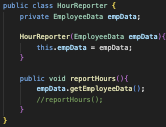 public class HourReporter {
    private EmployeeData empData;

    HourReporter(EmployeeData empData){
        this.empData = empData;
    }

    public void reportHours(){
        empData.getEmployeeData();
        //reportHours();
    }
}